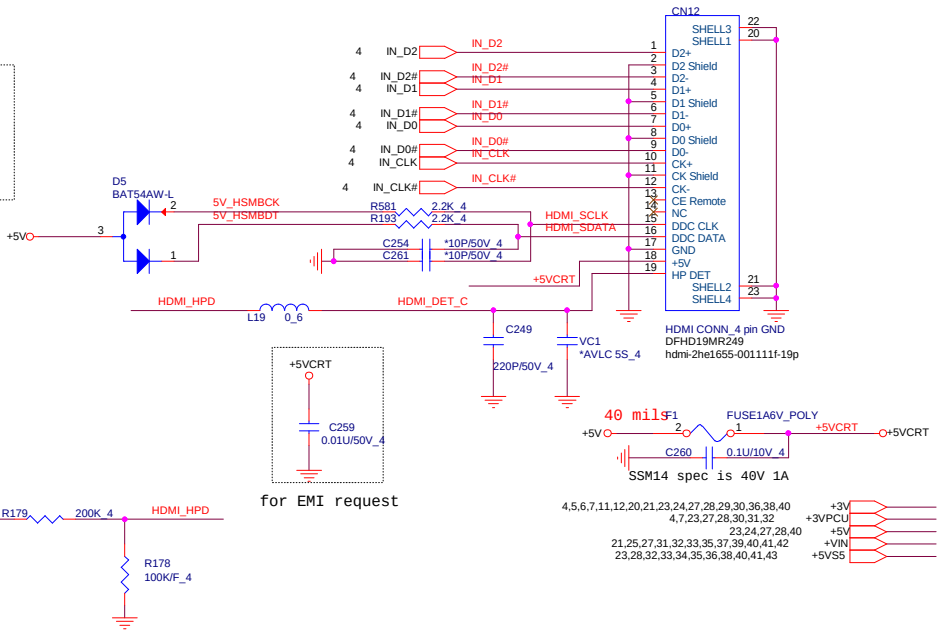 CN12
SHELL3 22
SHELL1 20
4 IN_D2 IN_D2 1 D2+
2 D2 Shield
4 IN_D2# IN_D2# 3 D2-
4 IN_D1 IN_D1 4 D1+
5 D1 Shield
4 IN_D1# IN_D1# 6 D1-
4 IN_D0 IN_D0 7 D0+
8 D0 Shield
4 IN_D0# IN_D0# 9 D0-
4 IN_CLK IN_CLK 10 CK+
11 CK Shield
4 IN_CLK# IN_CLK# 12 CK-
13 CE Remote
14 NC
D5
BAT54AW-L
2 5V_HSMBCK R581 2.2K_4 HDMI_SCLK 15 DDC CLK
5V_HSMBDT R193 2.2K_4 HDMI_SDATA 16 DDC DATA
+5V 3
1
C254 *10P/50V_4 17 GND
C261 *10P/50V_4 18 +5V
+5VCRT 19 HP DET
SHELL2 21
SHELL4 23
HDMI_HPD HDMI_DET_C
L19 0_6
C249
220P/50V_4
VC1
*AVLC 5S_4
HDMI CONN_4 pin GND
DFHD19MR249
hdmi-2he1655-001111f-19p
+5VCRT
C259
0.01U/50V_4
for EMI request
40 mils F1 FUSE1A6V_POLY
+5V 2 1 +5VCRT +5VCRT
C260 0.1U/10V_4
SSM14 spec is 40V 1A
R179 200K_4 HDMI_HPD
R178
100K/F_4
4,5,6,7,11,12,20,21,23,24,27,28,29,30,36,38,40 +3V
4,7,23,27,28,30,31,32 +3VPCU
23,24,27,28,40 +5V
21,25,27,31,32,33,35,37,39,40,41,42 +VIN
23,28,32,33,34,35,36,38,40,41,43 +5VS5